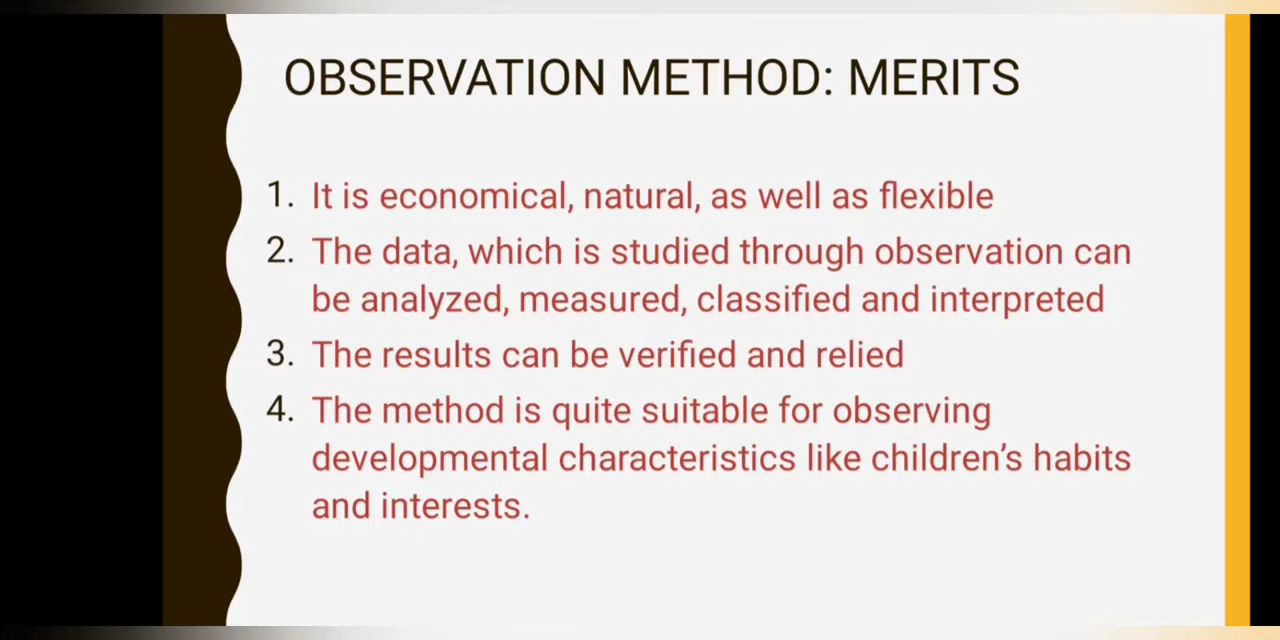 OBSERVATION METHOD: MERITS
1. It is economical, natural, as well as flexible
2. The data, which is studied through observation can
be analyzed, measured, classified and interpreted
3. The results can be verified and relied
4. The method is quite suitable for observing
developmental characteristics like children's habits
and interests.